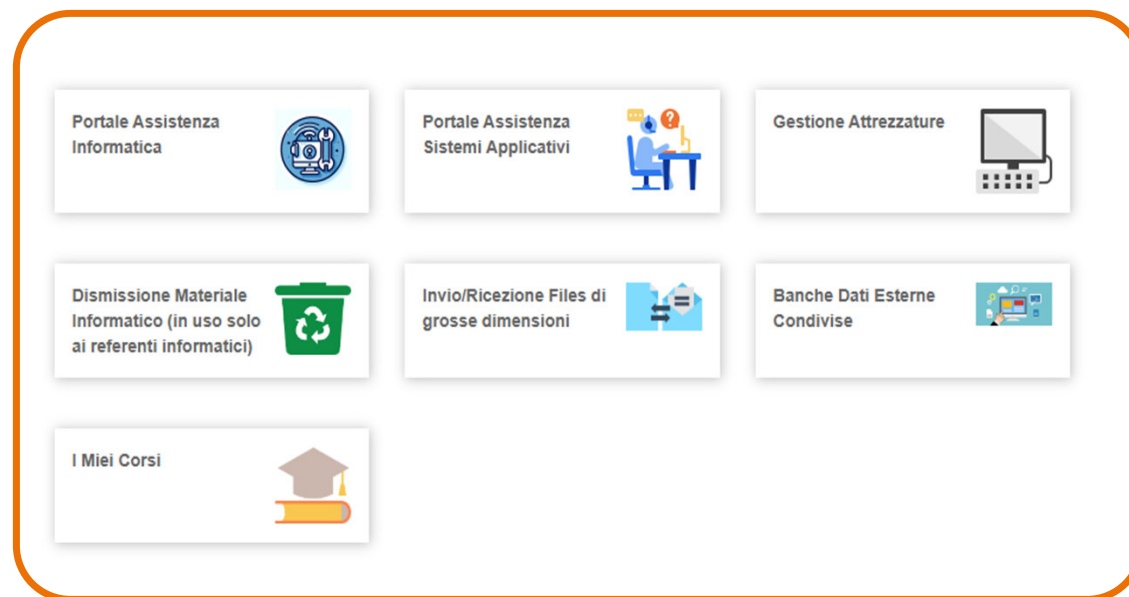 Portale Assistenza
Informatica
Portale Assistenza
Sistemi Applicativi
Gestione Attrezzature
Dismissione Materiale
Informatico (in uso solo
ai referenti informatici)
Invio/Ricezione Files di
grosse dimensioni
Banche Dati Esterne
Condivise
I Miei Corsi